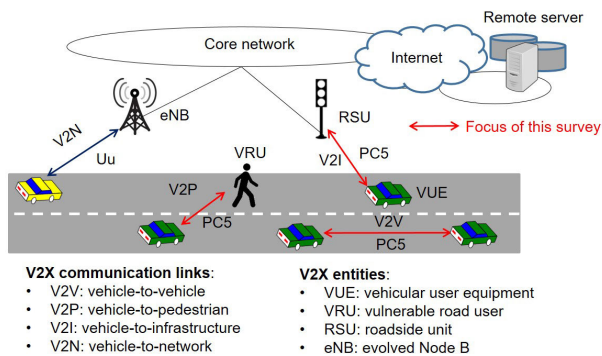 Remote server
Core network
Internet
eNB
RSU
Focus of this survey
V2N
Uu
VRU
V2I
PC5
V2P
PC5
VUE
V2V
PC5
V2X communication links:
• V2V: vehicle-to-vehicle
• V2P: vehicle-to-pedestrian
• V2I: vehicle-to-infrastructure
• V2N: vehicle-to-network
V2X entities:
• VUE: vehicular user equipment
• VRU: vulnerable road user
• RSU: roadside unit
• eNB: evolved Node B